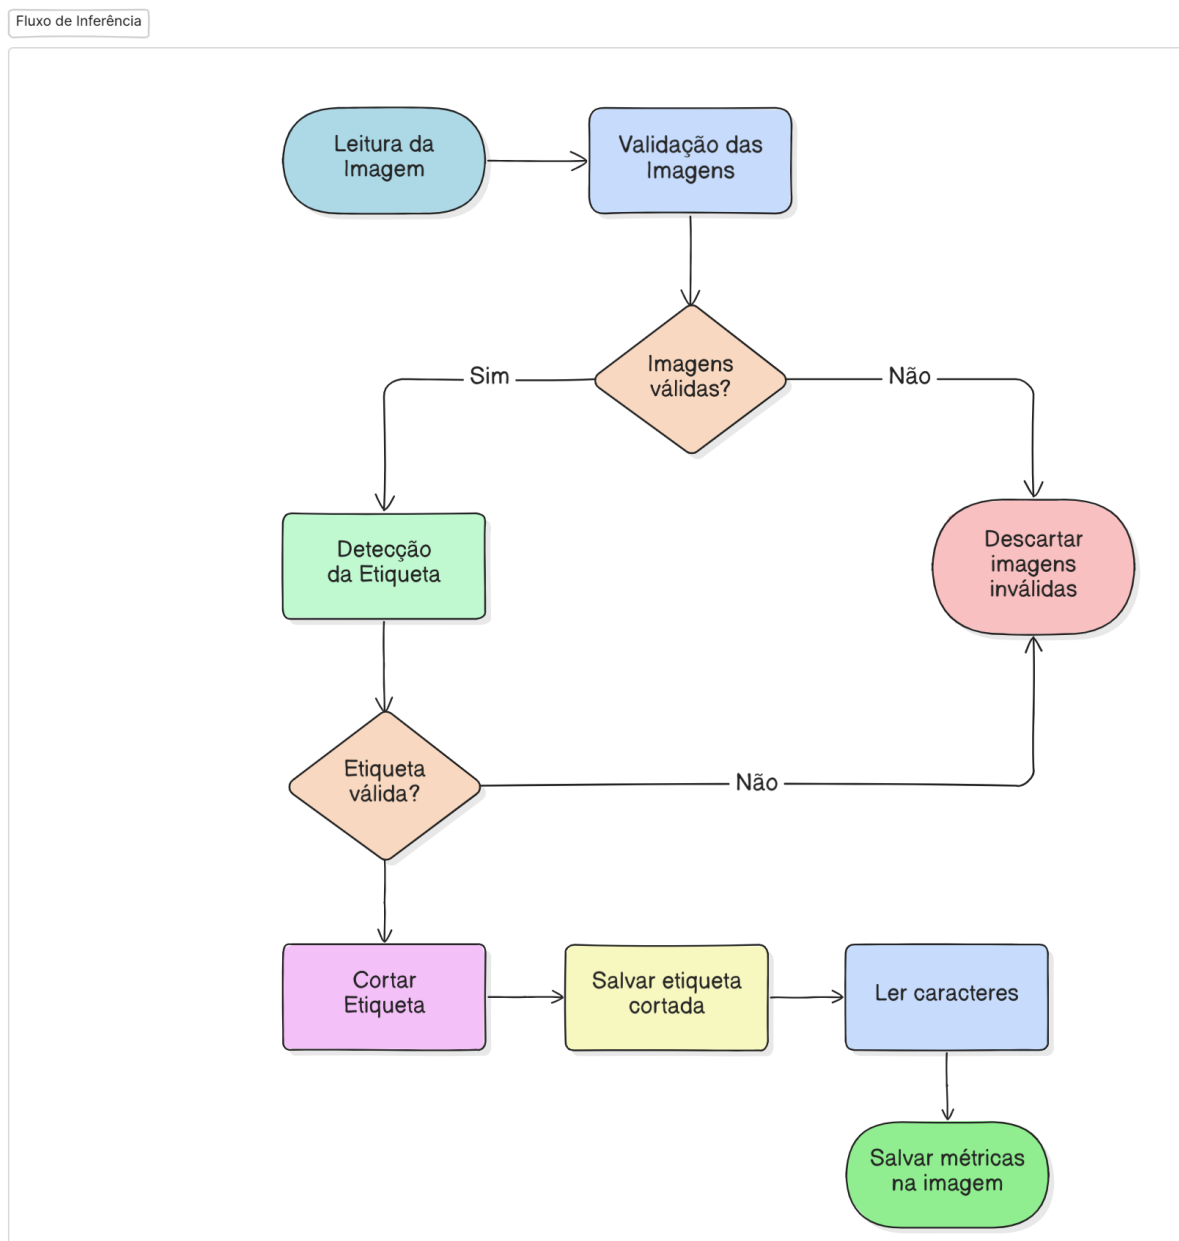 Fluxo de Inferência
Leitura da
Imagem
Validação das
Imagens
Imagens
válidas?
Sim
Não
Detecção
da Etiqueta
Descartar
imagens
inválidas
Etiqueta
válida?
Não
Cortar
Etiqueta
Salvar etiqueta
cortada
Ler caracteres
Salvar métricas
na imagem